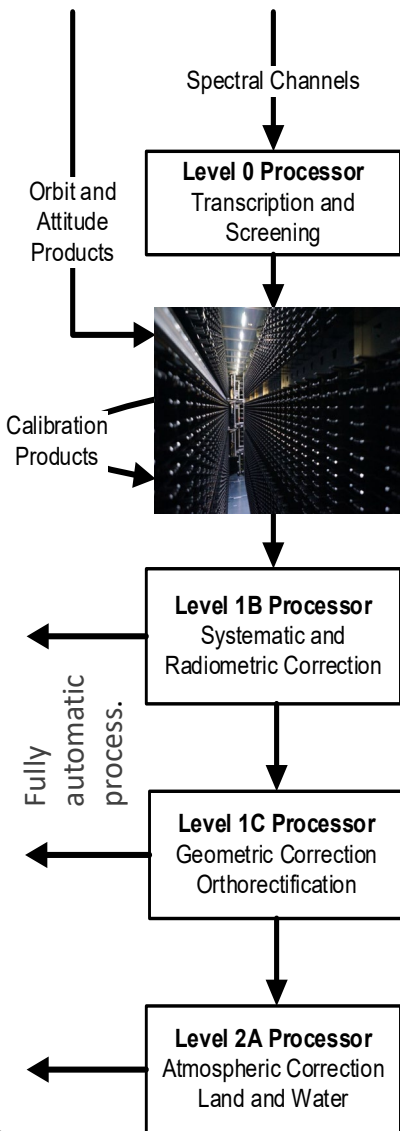 Spectral Channels
Level 0 Processor
Transcription and
Screening
Orbit and
Attitude
Products
Calibration
Products
Level 1B Processor
Systematic and
Radiometric Correction
Fully
automatic
process.
Level 1C Processor
Geometric Correction
Orthorectification
Level 2A Processor
Atmospheric Correction
Land and Water